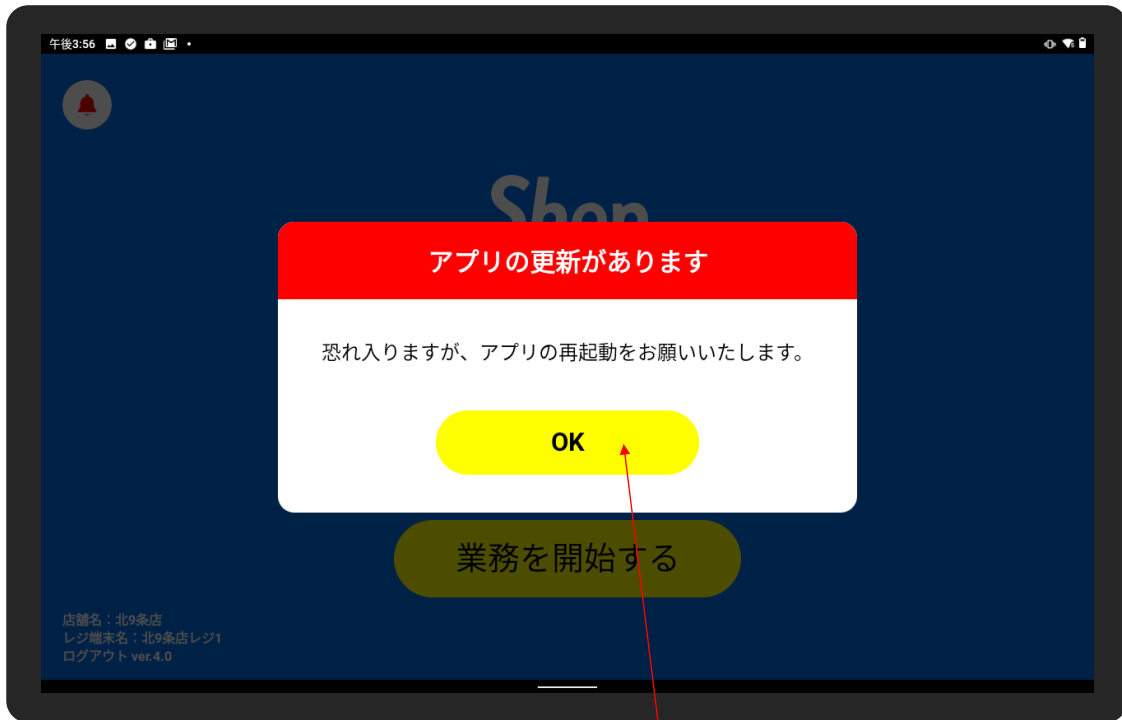 午後3:56
Shop
アプリの更新があります
恐れ入りますが、アプリの再起動をお願いいたします。
OK
業務を開始する
店舗名：北9条店
レジ端末名：北9条店レジ1
ログアウト ver.4.0